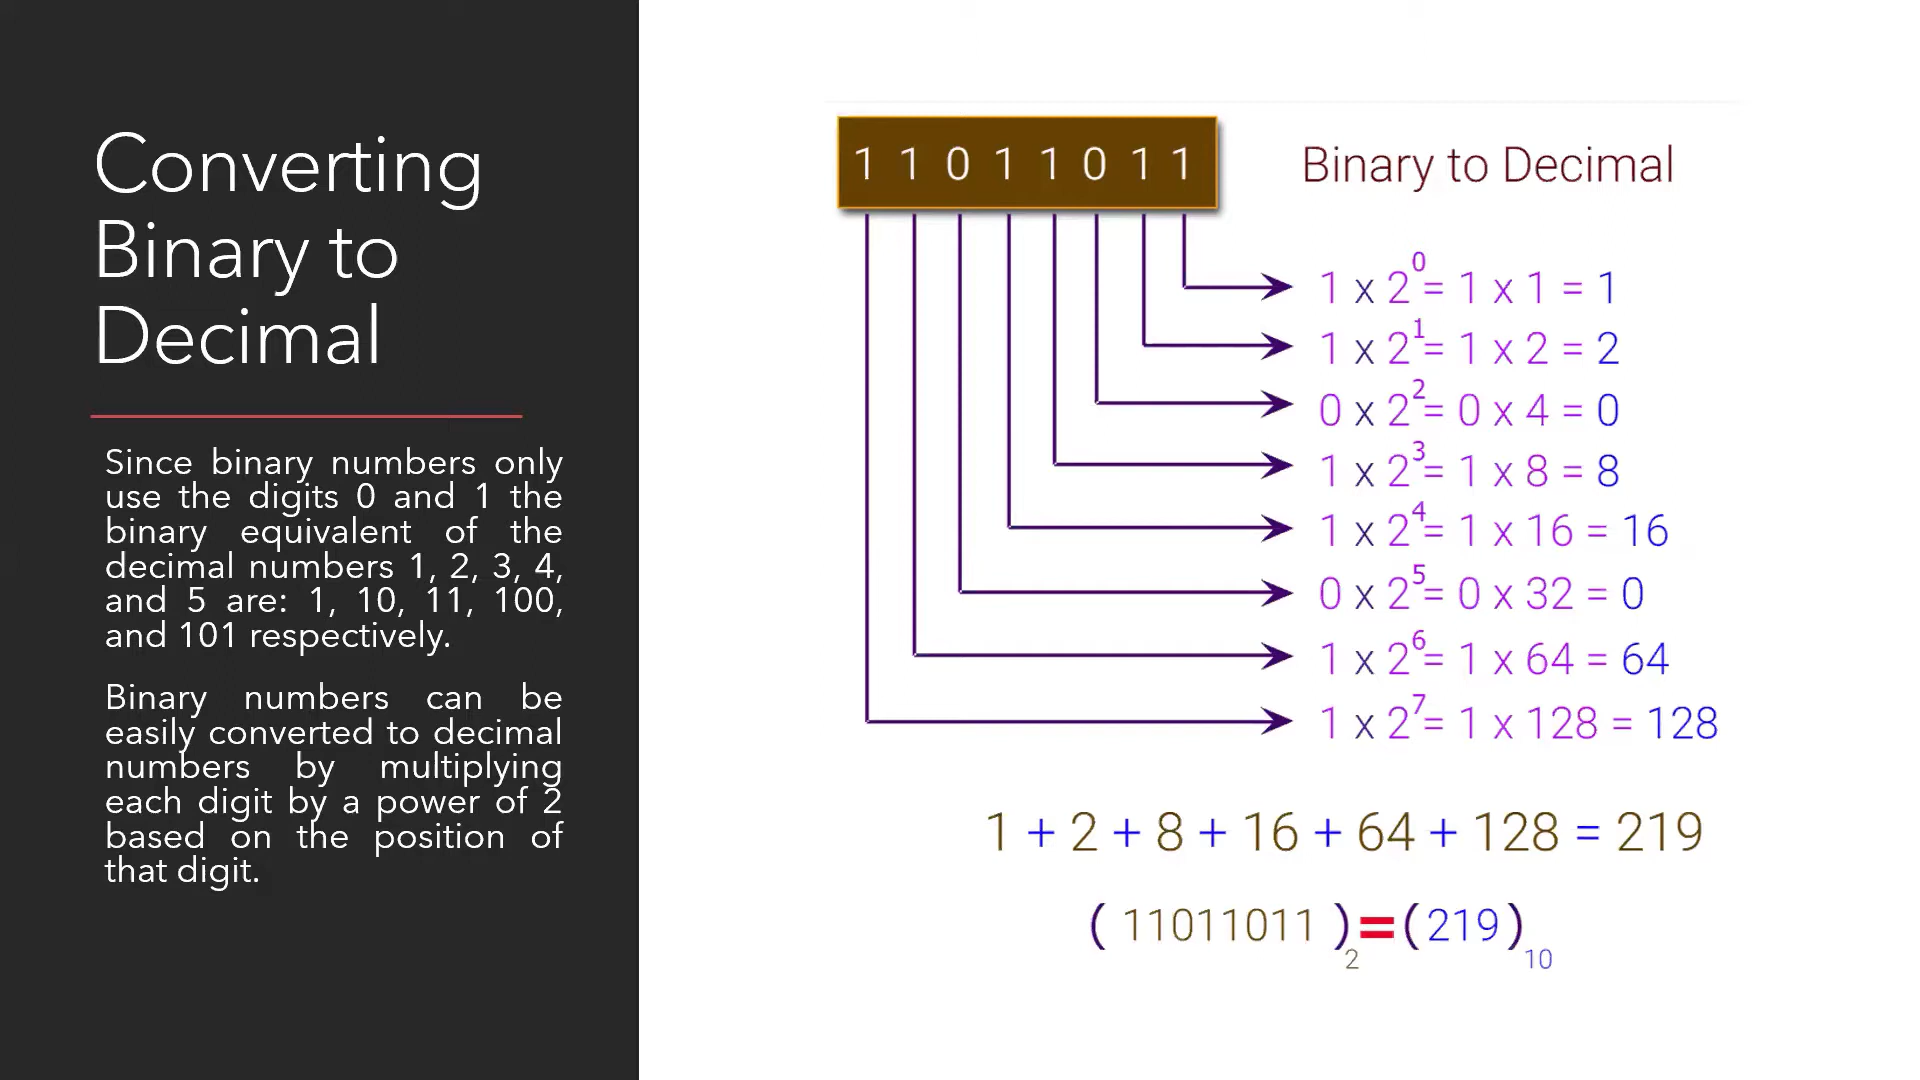 Converting
Binary to
Decimal
Since binary numbers only
use the digits 0 and 1 the
binary equivalent of the
decimal numbers 1, 2, 3, 4,
and 5 are: 1, 10, 11, 100,
and 101 respectively.
Binary numbers can be
easily converted to decimal
numbers by multiplying
each digit by a power of 2
based on the position of
that digit.
1 1 0 1 1 0 1 1
Binary to Decimal
1 x 2⁰= 1 x 1 = 1
1 x 2¹= 1 x 2 = 2
0 x 2²= 0 x 4 = 0
1 x 2³= 1 x 8 = 8
1 x 2⁴= 1 x 16 = 16
0 x 2⁵= 0 x 32 = 0
1 x 2⁶= 1 x 64 = 64
1 x 2⁷= 1 x 128 = 128
1 + 2 + 8 + 16 + 64 + 128 = 219
( 11011011 )₂=(219)₁₀